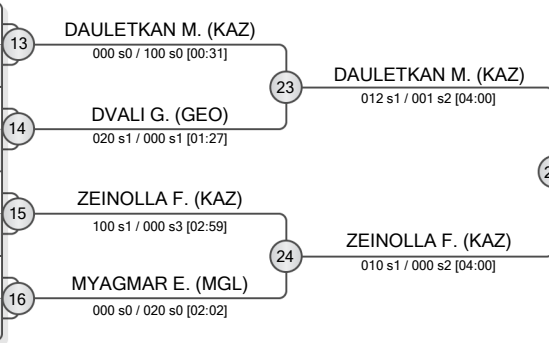 13
DAULETKAN M. (KAZ)
000 s0 / 100 s0 [00:31]
23
DAULETKAN M. (KAZ)
012 s1 / 001 s2 [04:00]
14
DVALI G. (GEO)
020 s1 / 000 s1 [01:27]
15
ZEINOLLA F. (KAZ)
100 s1 / 000 s3 [02:59]
24
ZEINOLLA F. (KAZ)
010 s1 / 000 s2 [04:00]
16
MYAGMAR E. (MGL)
000 s0 / 020 s0 [02:02]